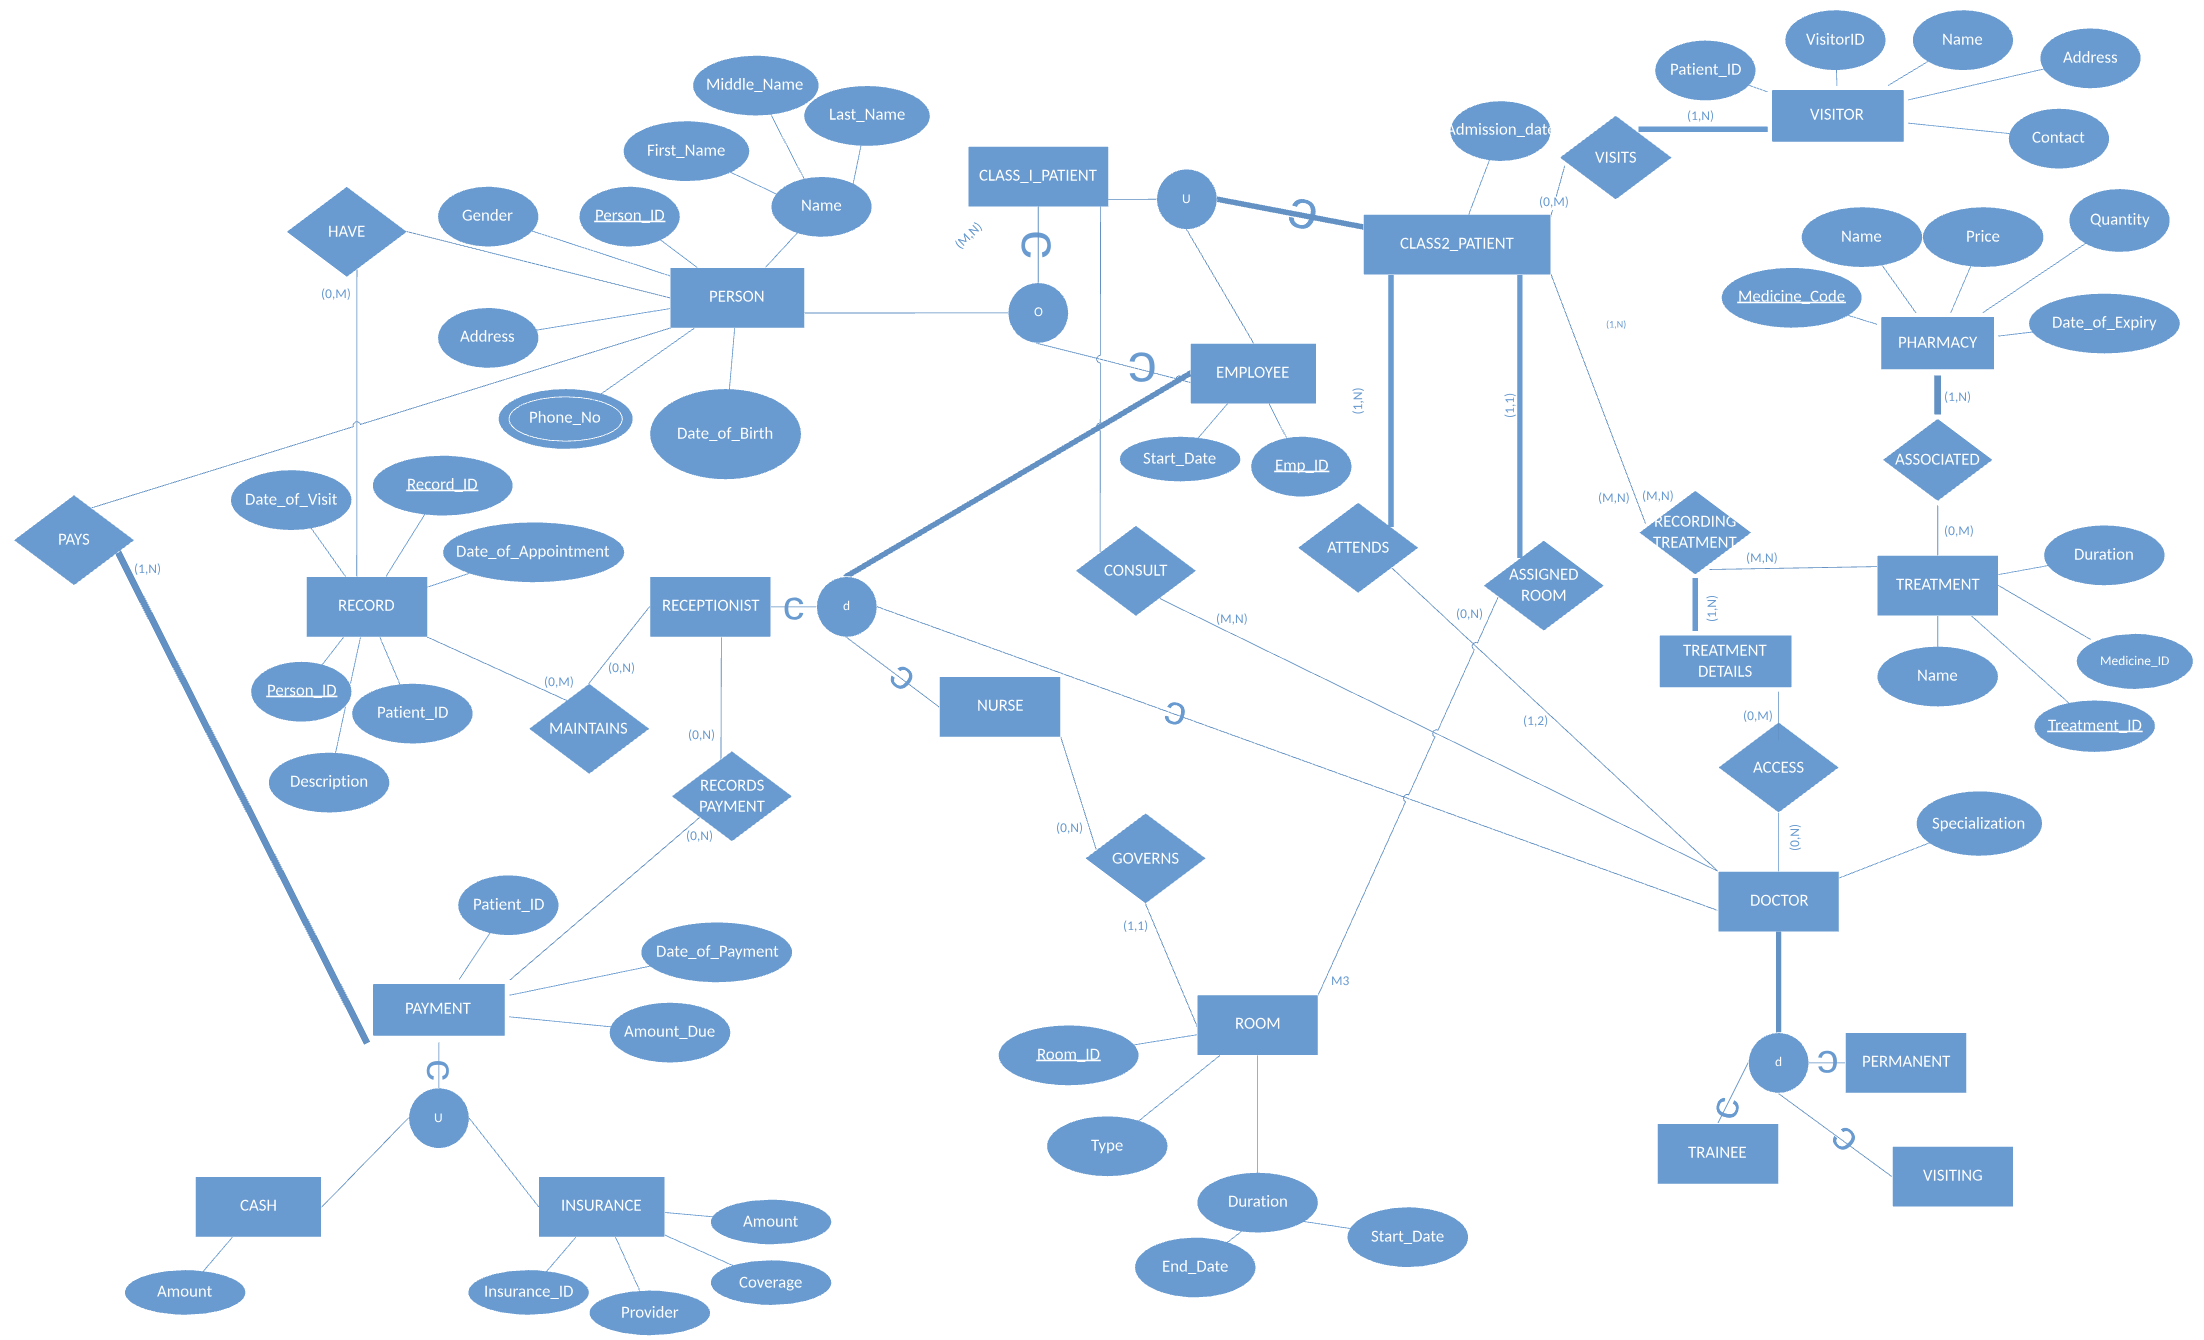 VisitorID
Name
Patient_ID
Address
VISITOR
(1,N)
Contact
VISITS
Middle_Name
Last_Name
First_Name
Admission_date
CLASS_I_PATIENT
U
(0,M)
Gender
Person_ID
Name
HAVE
(M,N)
CLASS2_PATIENT
Quantity
Name
Price
Medicine_Code
Date_of_Expiry
PHARMACY
(0,M)
PERSON
O
(1,N)
Address
EMPLOYEE
(1,N)
(1,1)
(1,N)
Phone_No
Date_of_Birth
Start_Date
Emp_ID
ASSOCIATED
Date_of_Visit
Record_ID
(M,N)
(M,N)
PAYS
(1,N)
Date_of_Appointment
ATTENDS
RECORDING
TREATMENT
(0,M)
Duration
(M,N)
CONSULT
ASSIGNED
ROOM
TREATMENT
RECORD
RECEPTIONIST
d
(M,N)
(0,N)
(1,N)
TREATMENT
DETAILS
Medicine_ID
Name
Treatment_ID
Person_ID
Patient_ID
(0,M)
(0,N)
MAINTAINS
NURSE
(1,2)
(0,M)
ACCESS
Description
(0,N)
RECORDS
PAYMENT
(0,N)
(0,N)
GOVERNS
(0,N)
Specialization
DOCTOR
Patient_ID
(1,1)
Date_of_Payment
M3
PAYMENT
Amount_Due
ROOM
Room_ID
d
PERMANENT
U
Type
TRAINEE
VISITING
CASH
INSURANCE
Amount
Duration
Start_Date
End_Date
Amount
Insurance_ID
Coverage
Provider